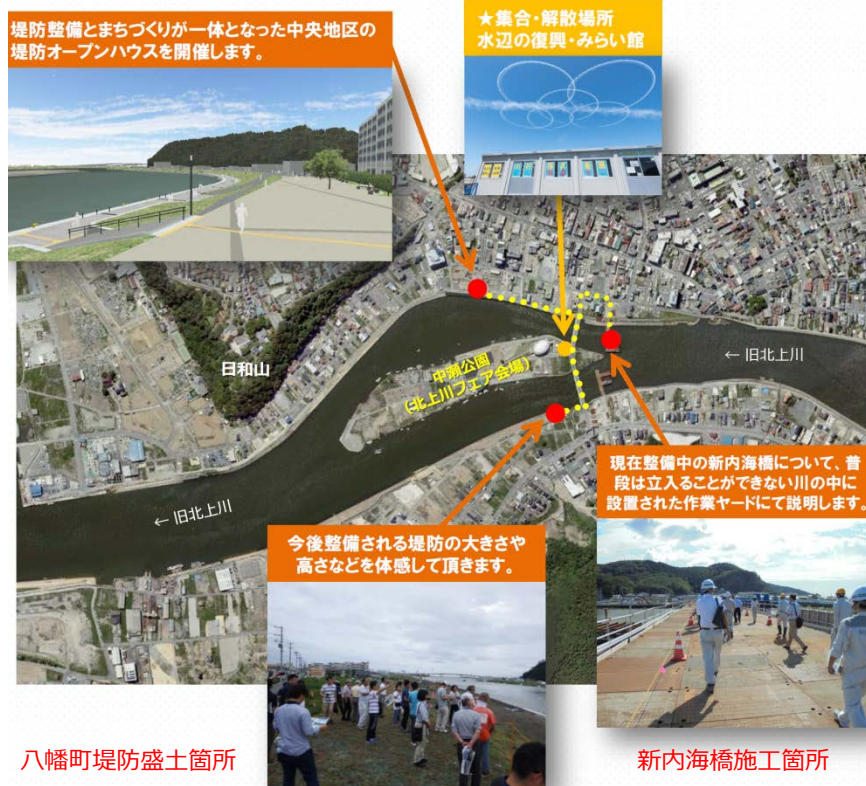 堤防整備とまちづくりが一体となった中央地区の
堤防オープンハウスを開催します。
★集合・解散場所
水辺の復興・みらい館
日和山
中瀬公園
（北上川フェア会場）
← 旧北上川
← 旧北上川
現在整備中の新内海橋について、普
段は立入ることができない川の中に
設置された作業ヤードにて説明します。
今後整備される堤防の大きさや
高さなどを体感して頂きます。
八幡町堤防盛土箇所
新内海橋施工箇所